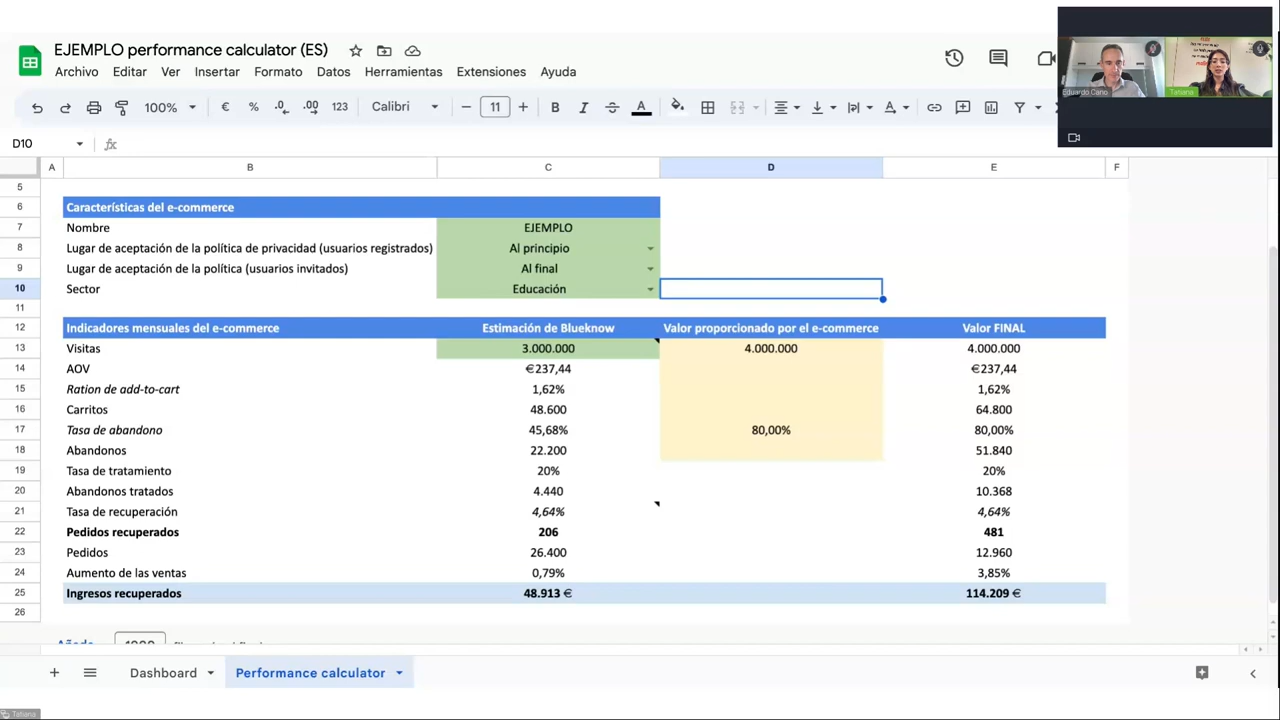 EJEMPLO performance calculator (ES)
Archivo Editar Ver Insertar Formato Datos Herramientas Extensiones Ayuda
100% € % .0 .00 123 Calibri 11 B I A
D10 fx
A B C D E F
5
6 Características del e-commerce
7 Nombre EJEMPLO
8 Lugar de aceptación de la política de privacidad (usuarios registrados) Al principio
9 Lugar de aceptación de la política (usuarios invitados) Al final
10 Sector Educación
11
12 Indicadores mensuales del e-commerce Estimación de Blueknow Valor proporcionado por el e-commerce Valor FINAL
13 Visitas 3.000.000 4.000.000 4.000.000
14 AOV €237,44 €237,44
15 Ration de add-to-cart 1,62% 1,62%
16 Carritos 48.600 64.800
17 Tasa de abandono 45,68% 80,00% 80,00%
18 Abandonos 22.200 51.840
19 Tasa de tratamiento 20% 20%
20 Abandonos tratados 4.440 10.368
21 Tasa de recuperación 4,64% 4,64%
22 Pedidos recuperados 206 481
23 Pedidos 26.400 12.960
24 Aumento de las ventas 0,79% 3,85%
25 Ingresos recuperados 48.913 € 114.209 €
26
+ Dashboard Performance calculator
Eduardo Cano Tatiana
Tatiana